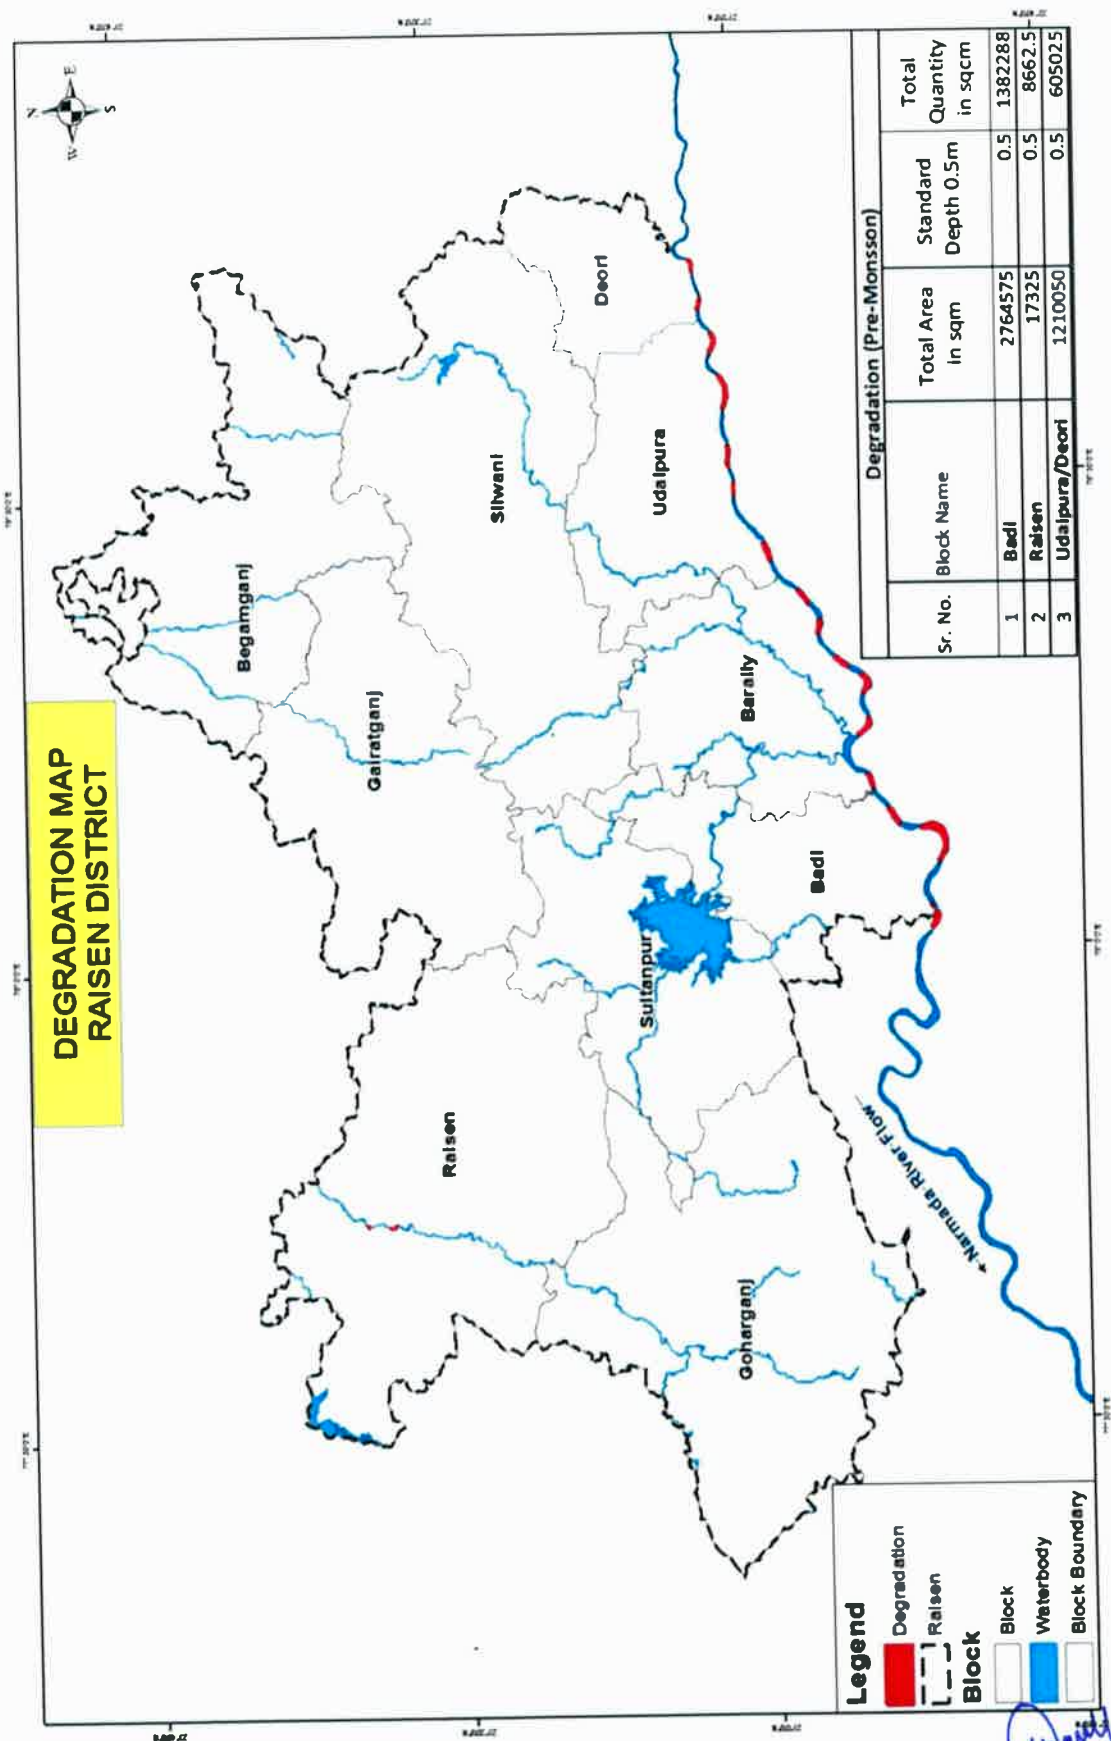 DEGRADATION MAP
RAISEN DISTRICT
N
E
S
W
Begamganj
Gairatganj
Silwani
Deori
Udaipura
Raisen
Sultanpur
Barally
Badi
Goharganj
Narmada River Flow
Degradation (Pre-Monsson)
Sr. No. Block Name Total Area in sqm Standard Depth 0.5m Total Quantity in sqcm
1 Badi 2764575 0.5 1382288
2 Raisen 17325 0.5 8662.5
3 Udaipura/Deori 1210050 0.5 605025
Legend
Degradation
Raisen
Block
Block
Waterbody
Block Boundary